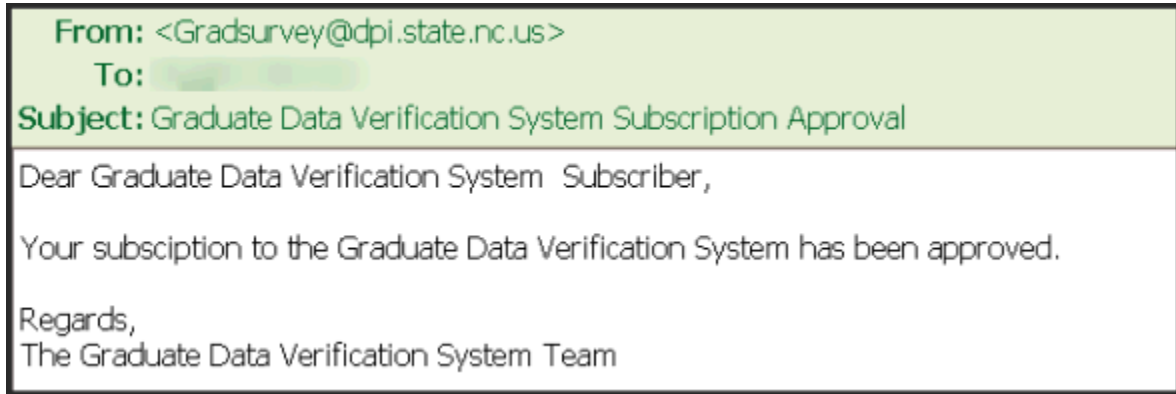 From: <Gradsurvey@dpi.state.nc.us>
To:
Subject: Graduate Data Verification System Subscription Approval
Dear Graduate Data Verification System Subscriber,
Your subsciption to the Graduate Data Verification System has been approved.
Regards,
The Graduate Data Verification System Team